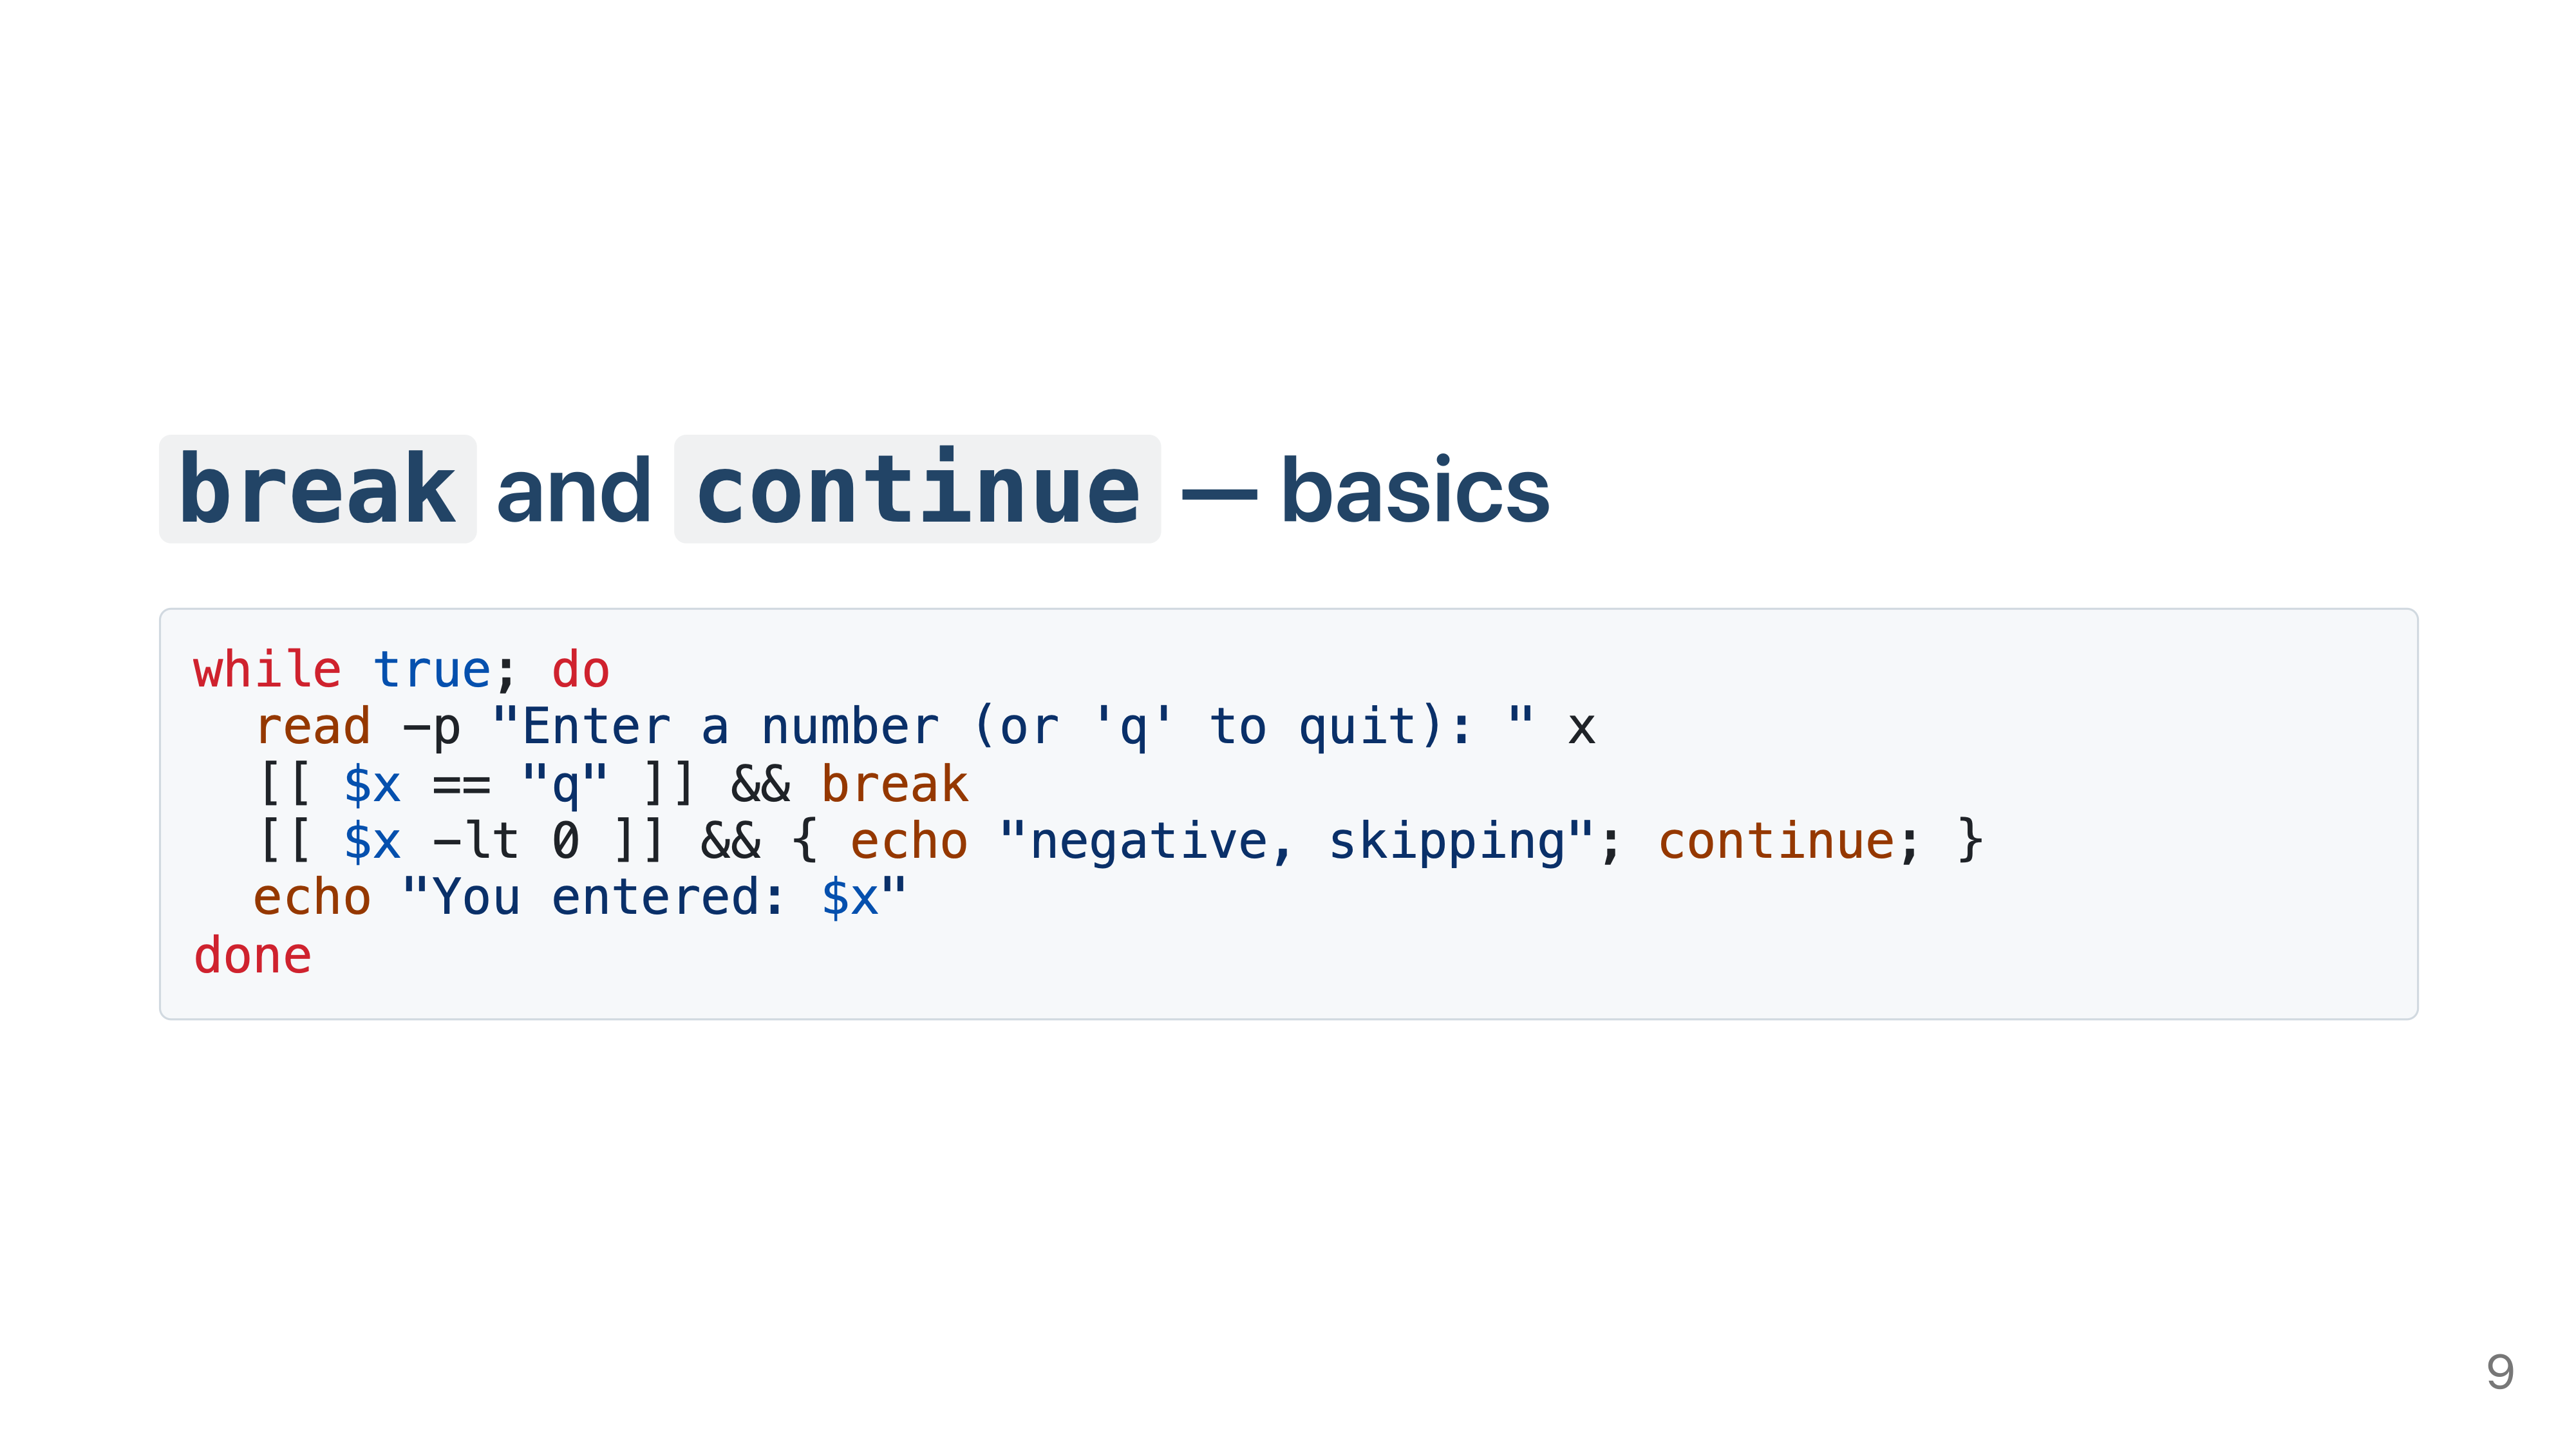 break and continue — basics
while true; do
  read -p "Enter a number (or 'q' to quit): " x
  [[ $x == "q" ]] && break
  [[ $x -lt 0 ]] && { echo "negative, skipping"; continue; }
  echo "You entered: $x"
done
9